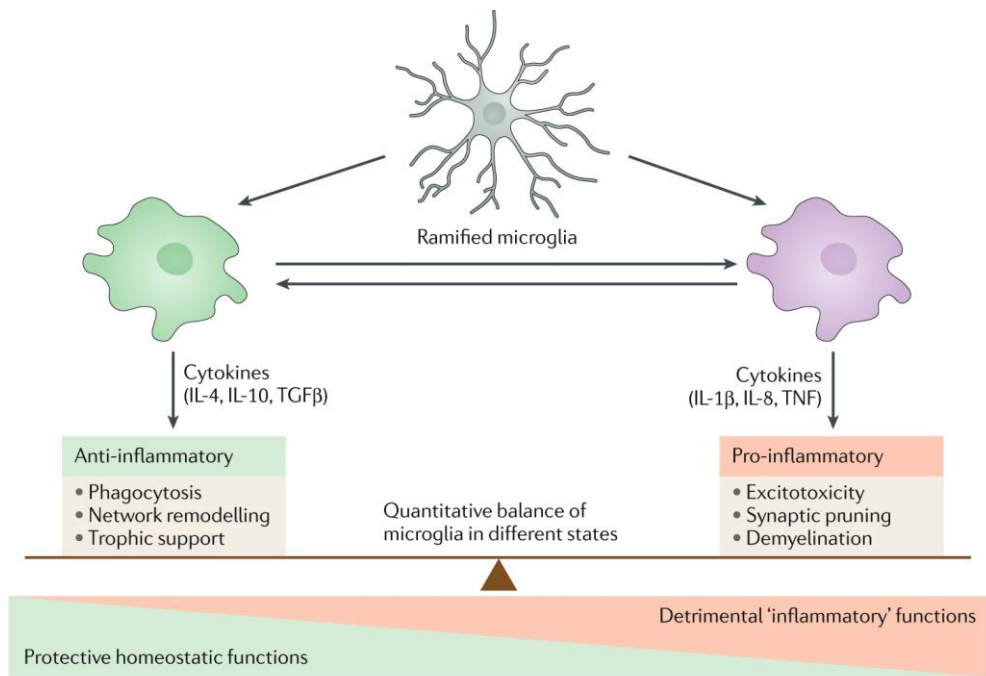 Ramified microglia
Cytokines
(IL-4, IL-10, TGFβ)
Cytokines
(IL-1β, IL-8, TNF)
Anti-inflammatory
• Phagocytosis
• Network remodelling
• Trophic support
Quantitative balance of
microglia in different states
Pro-inflammatory
• Excitotoxicity
• Synaptic pruning
• Demyelination
Detrimental ‘inflammatory’ functions
Protective homeostatic functions